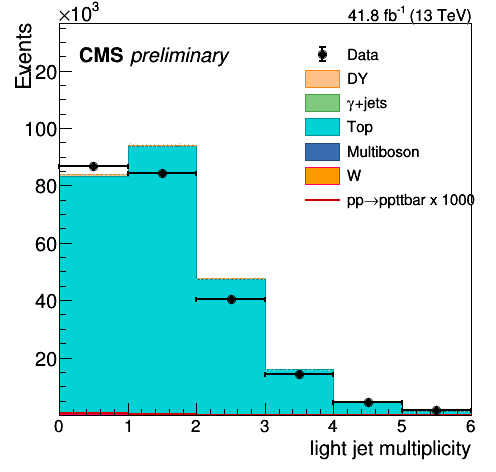 ×10³
41.8 fb⁻¹ (13 TeV)
Events
CMS preliminary
Data
DY
γ+jets
Top
Multiboson
W
pp→ppttbar x 1000
120
100
80
60
40
20
0 1 2 3 4 5 6
light jet multiplicity